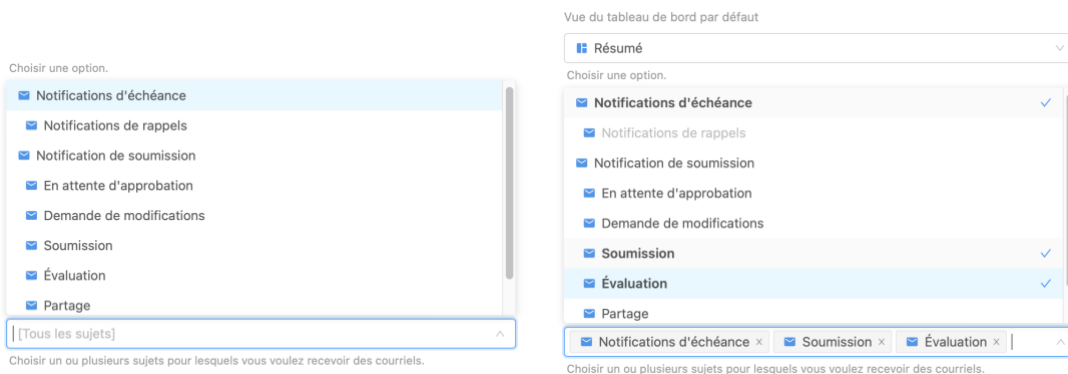 Choisir une option.
Notifications d'échéance
Notifications de rappels
Notification de soumission
En attente d'approbation
Demande de modifications
Soumission
Évaluation
Partage
[Tous les sujets]
Choisir un ou plusieurs sujets pour lesquels vous voulez recevoir des courriels.
Vue du tableau de bord par défaut
Résumé
Choisir une option.
Notifications d'échéance
Notifications de rappels
Notification de soumission
En attente d'approbation
Demande de modifications
Soumission
Évaluation
Partage
Notifications d'échéance × Soumission × Évaluation ×
Choisir un ou plusieurs sujets pour lesquels vous voulez recevoir des courriels.